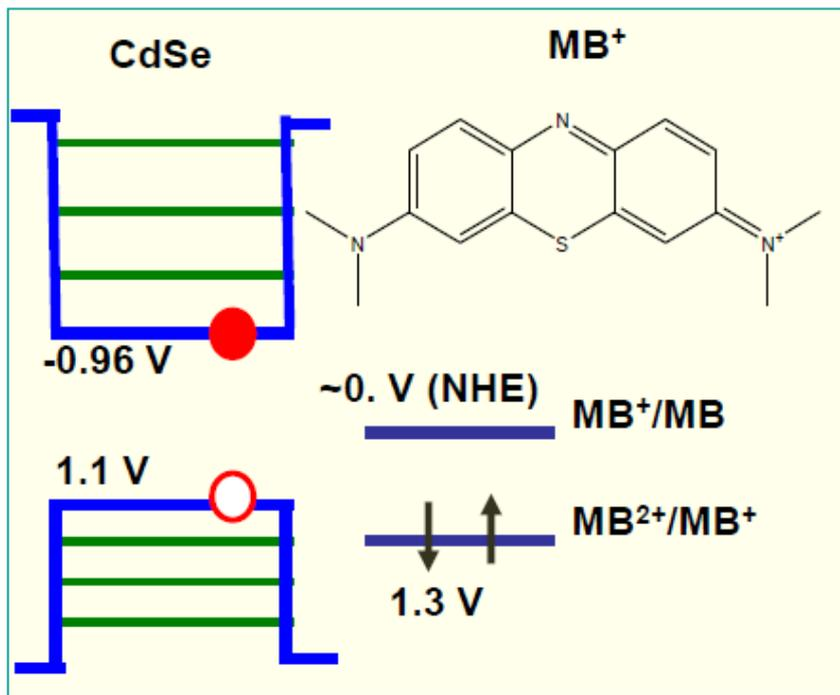 CdSe
MB⁺
N
N
S
N⁺
-0.96 V
~0. V (NHE)
MB⁺/MB
1.1 V
MB²⁺/MB⁺
1.3 V